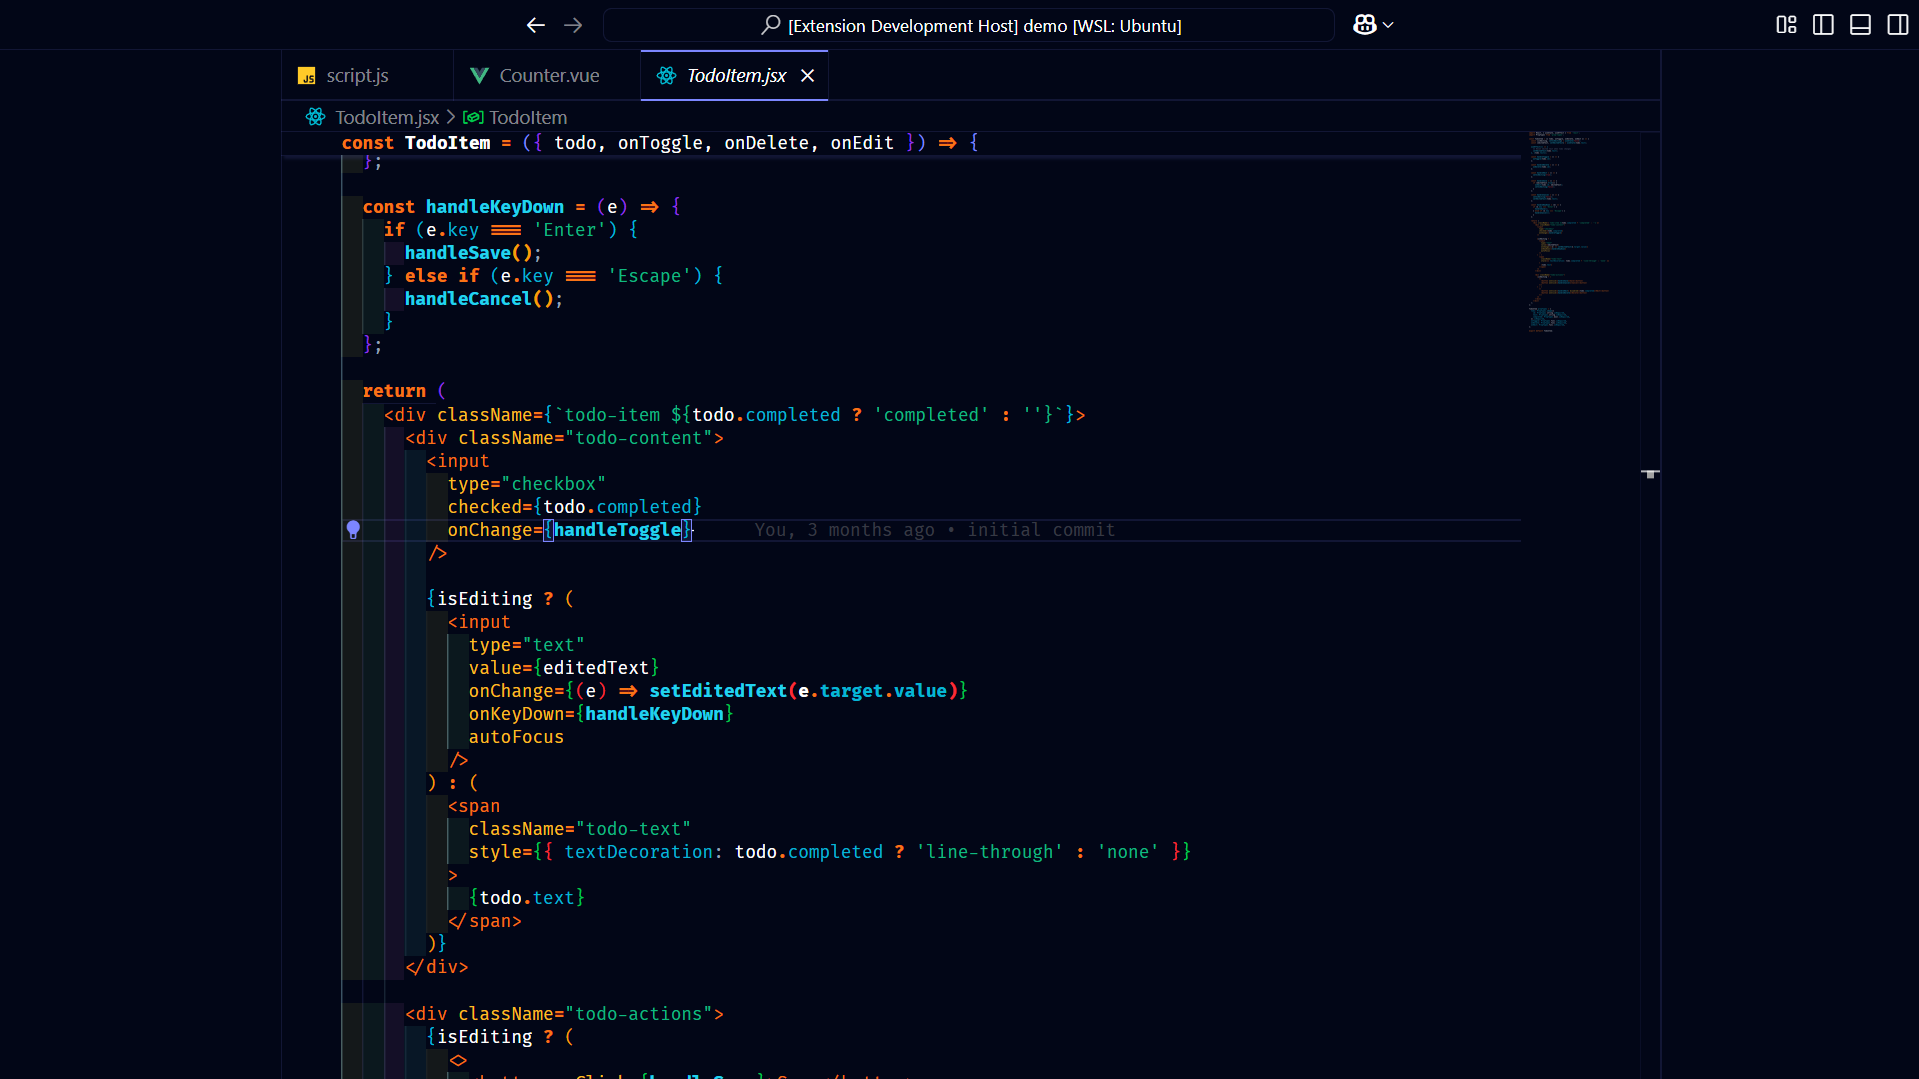 [Extension Development Host] demo [WSL: Ubuntu]
script.js
Counter.vue
TodoItem.jsx
TodoItem.jsx > TodoItem
const TodoItem = ({ todo, onToggle, onDelete, onEdit }) => {
};
const handleKeyDown = (e) => {
if (e.key === 'Enter') {
handleSave();
} else if (e.key === 'Escape') {
handleCancel();
}
};
return (
<div className={`todo-item ${todo.completed ? 'completed' : ''}`}>
<div className="todo-content">
<input
type="checkbox"
checked={todo.completed}
onChange={handleToggle} You, 3 months ago • initial commit
/>
{isEditing ? (
<input
type="text"
value={editedText}
onChange={(e) => setEditedText(e.target.value)}
onKeyDown={handleKeyDown}
autoFocus
/>
) : (
<span
className="todo-text"
style={{ textDecoration: todo.completed ? 'line-through' : 'none' }}
>
{todo.text}
</span>
)}
</div>
<div className="todo-actions">
{isEditing ? (
<>